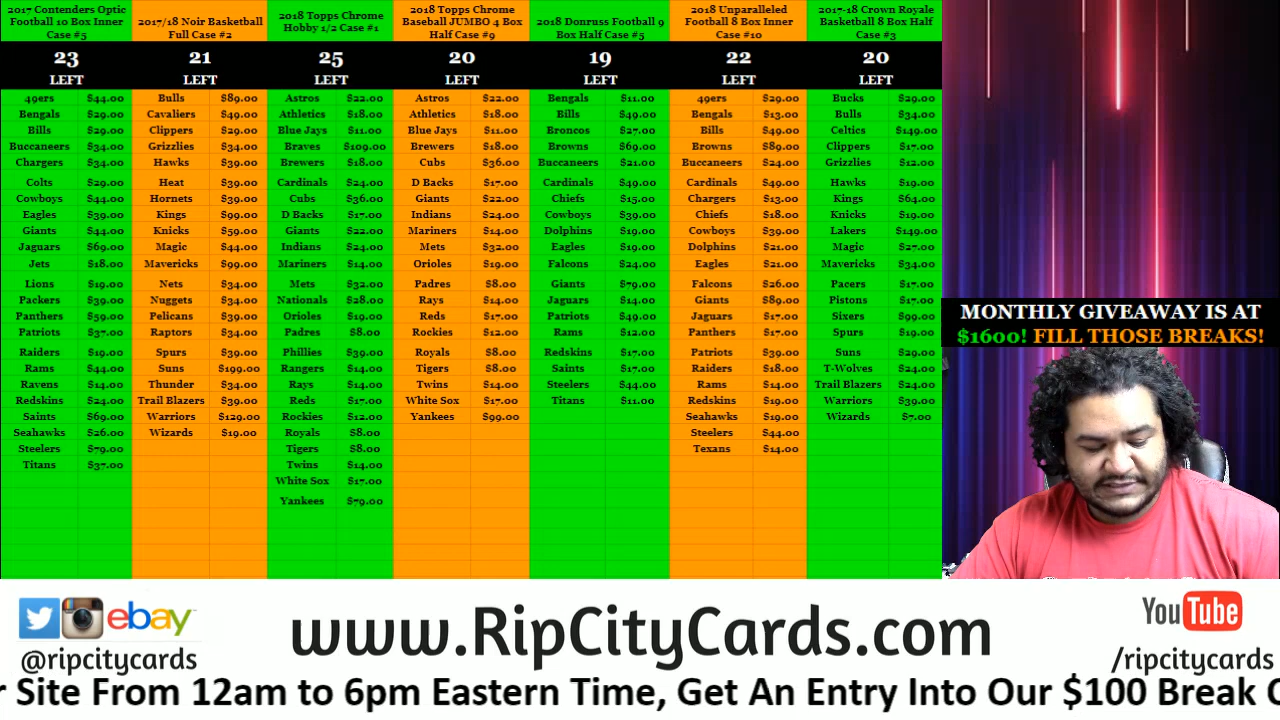 2017 Contenders Optic
Football 10 Box Inner
Case #5
23
LEFT
49ers $44.00
Bengals $29.00
Bills $29.00
Buccaneers $34.00
Chargers $34.00
Colts $29.00
Cowboys $44.00
Eagles $39.00
Giants $44.00
Jaguars $69.00
Jets $18.00
Lions $19.00
Packers $39.00
Panthers $59.00
Patriots $37.00
Raiders $19.00
Rams $44.00
Ravens $14.00
Redskins $24.00
Saints $69.00
Seahawks $26.00
Steelers $79.00
Titans $37.00
2017/18 Noir Basketball
Full Case #2
21
LEFT
Bulls $89.00
Cavaliers $49.00
Clippers $29.00
Grizzlies $34.00
Hawks $39.00
Heat $39.00
Hornets $39.00
Kings $99.00
Knicks $59.00
Magic $44.00
Mavericks $99.00
Nets $34.00
Nuggets $34.00
Pelicans $39.00
Raptors $34.00
Spurs $39.00
Suns $199.00
Thunder $34.00
Trail Blazers $39.00
Warriors $129.00
Wizards $19.00
2018 Topps Chrome
Hobby 1/2 Case #1
25
LEFT
Astros $22.00
Athletics $18.00
Blue Jays $11.00
Braves $109.00
Brewers $18.00
Cardinals $24.00
Cubs $36.00
D Backs $17.00
Giants $22.00
Indians $24.00
Mariners $14.00
Mets $32.00
Nationals $28.00
Orioles $19.00
Padres $8.00
Phillies $39.00
Rangers $14.00
Rays $14.00
Reds $17.00
Rockies $12.00
Royals $8.00
Tigers $8.00
Twins $14.00
White Sox $17.00
Yankees $79.00
2018 Topps Chrome
Baseball JUMBO 4 Box
Half Case #9
20
LEFT
Astros $22.00
Athletics $18.00
Blue Jays $11.00
Brewers $18.00
Cubs $36.00
D Backs $17.00
Giants $22.00
Indians $24.00
Mariners $14.00
Mets $32.00
Orioles $19.00
Padres $8.00
Rays $14.00
Reds $17.00
Rockies $12.00
Royals $8.00
Tigers $8.00
Twins $14.00
White Sox $17.00
Yankees $99.00
2018 Donruss Football 9
Box Half Case #5
19
LEFT
Bengals $11.00
Bills $49.00
Broncos $27.00
Browns $69.00
Buccaneers $21.00
Cardinals $49.00
Chiefs $15.00
Cowboys $39.00
Dolphins $19.00
Eagles $19.00
Falcons $24.00
Giants $79.00
Jaguars $14.00
Patriots $49.00
Rams $12.00
Redskins $17.00
Saints $17.00
Steelers $44.00
Titans $11.00
2018 Unparalleled
Football 8 Box Inner
Case #10
22
LEFT
49ers $29.00
Bengals $13.00
Bills $49.00
Browns $89.00
Buccaneers $24.00
Cardinals $49.00
Chargers $13.00
Chiefs $18.00
Cowboys $39.00
Dolphins $21.00
Eagles $21.00
Falcons $26.00
Giants $89.00
Jaguars $17.00
Panthers $17.00
Patriots $39.00
Raiders $18.00
Rams $14.00
Redskins $19.00
Seahawks $19.00
Steelers $44.00
Texans $14.00
2017-18 Crown Royale
Basketball 8 Box Half
Case #3
20
LEFT
Bucks $29.00
Bulls $34.00
Celtics $149.00
Clippers $17.00
Grizzlies $12.00
Hawks $19.00
Kings $64.00
Knicks $19.00
Lakers $149.00
Magic $27.00
Mavericks $34.00
Pacers $17.00
Pistons $17.00
Sixers $99.00
Spurs $19.00
Suns $29.00
T-Wolves $24.00
Trail Blazers $24.00
Warriors $39.00
Wizards $7.00
MONTHLY GIVEAWAY IS AT
$1600! FILL THOSE BREAKS!
ebay
@ripcitycards
www.RipCityCards.com
YouTube
/ripcitycards
r Site From 12am to 6pm Eastern Time, Get An Entry Into Our $100 Break